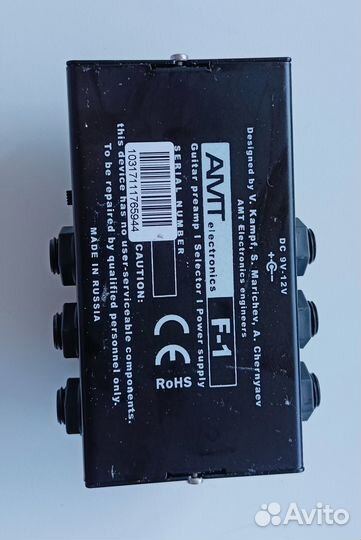 Designed by V. Kampf, S. Marichev, A. Chernyaev
AMT Electronics engineers
DC 9V-12V
AMT
electronics
F-1
Guitar preamp | Selector | Power supply
SERIAL NUMBER
10317111765944
CE
RoHS
CAUTION:
this device has no user-serviceable components.
To be repaired by qualified personnel only.
MADE IN RUSSIA
Avito